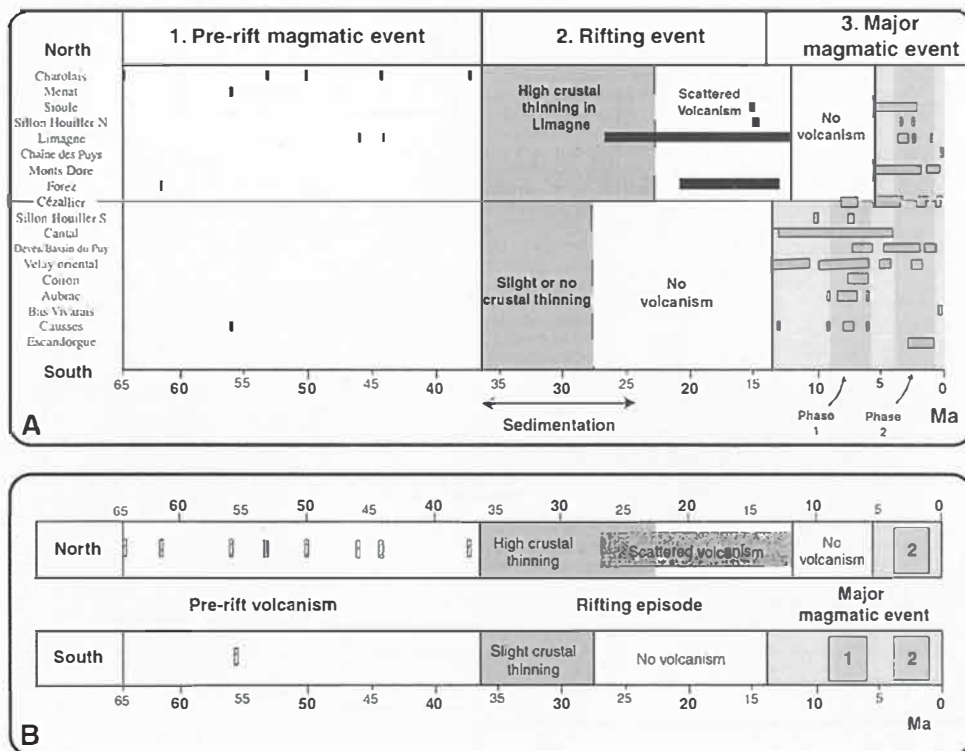 1. Pre-rift magmatic event
2. Rifting event
3. Major
magmatic event
North
Charolais
Menat
Sioule
Sillon Houiller N
Limagne
Chaîne des Puys
Monts Dore
Forez
Cézallier
Sillon Houiller S
Cantal
Devès/Bassin du Puy
Velay oriental
Coiron
Aubrac
Bas Vivarais
Causses
Escandorgue
South
High crustal
thinning in
Limagne
Scattered
Volcanism
No
volcanism
Slight or no
crustal thinning
No
volcanism
65 60 55 50 45 40 35 30 25 20 15 10 5 0
Sedimentation
Phase
1
Phase
2
Ma
A
65 60 55 50 45 40 35 30 25 20 15 10 5 0
North
High crustal
thinning
Scattered volcanism
No
volcanism
2
Pre-rift volcanism
Rifting episode
Major
magmatic event
South
Slight crustal
thinning
No volcanism
1
2
65 60 55 50 45 40 35 30 25 20 15 10 5 0
Ma
B